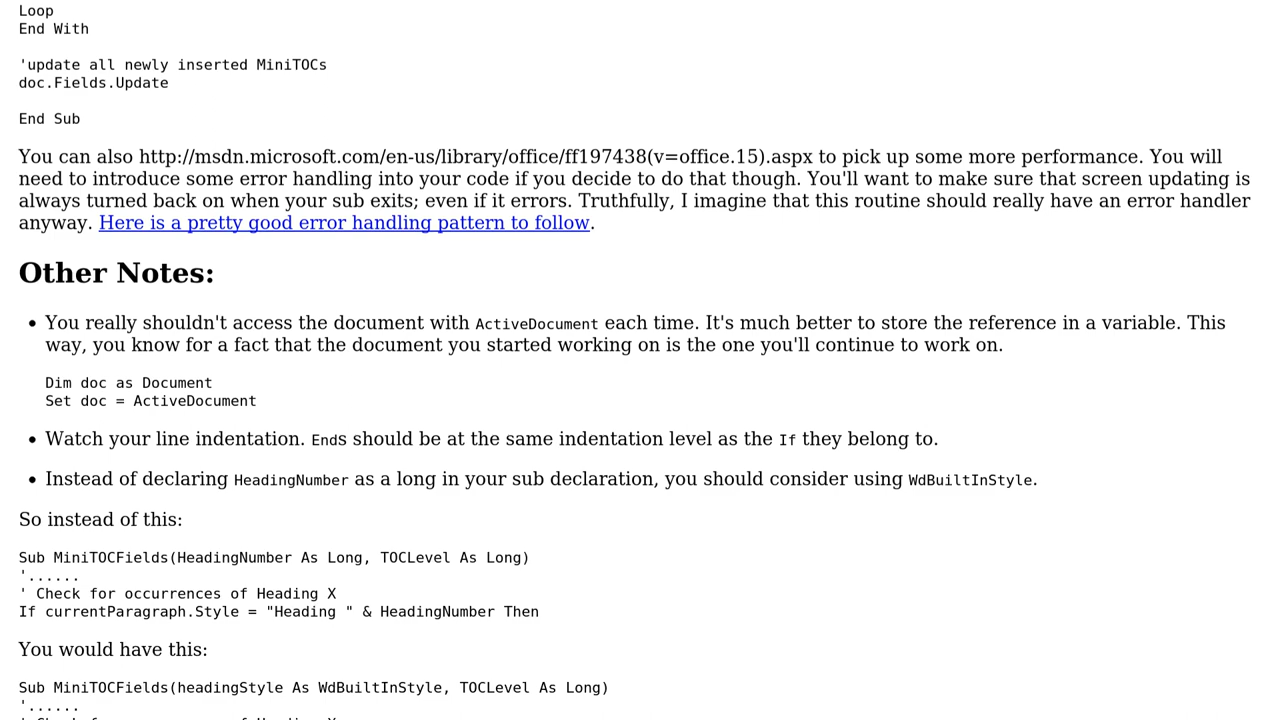 Loop
End With
'update all newly inserted MiniTOCs
doc.Fields.Update
End Sub
You can also http://msdn.microsoft.com/en-us/library/office/ff197438(v=office.15).aspx to pick up some more performance. You will
need to introduce some error handling into your code if you decide to do that though. You'll want to make sure that screen updating is
always turned back on when your sub exits; even if it errors. Truthfully, I imagine that this routine should really have an error handler
anyway. Here is a pretty good error handling pattern to follow.
Other Notes:
• You really shouldn't access the document with ActiveDocument each time. It's much better to store the reference in a variable. This
way, you know for a fact that the document you started working on is the one you'll continue to work on.
Dim doc as Document
Set doc = ActiveDocument
• Watch your line indentation. Ends should be at the same indentation level as the If they belong to.
• Instead of declaring HeadingNumber as a long in your sub declaration, you should consider using WdBuiltInStyle.
So instead of this:
Sub MiniTOCFields(HeadingNumber As Long, TOCLevel As Long)
'......
' Check for occurrences of Heading X
If currentParagraph.Style = "Heading " & HeadingNumber Then
You would have this:
Sub MiniTOCFields(headingStyle As WdBuiltInStyle, TOCLevel As Long)
'......